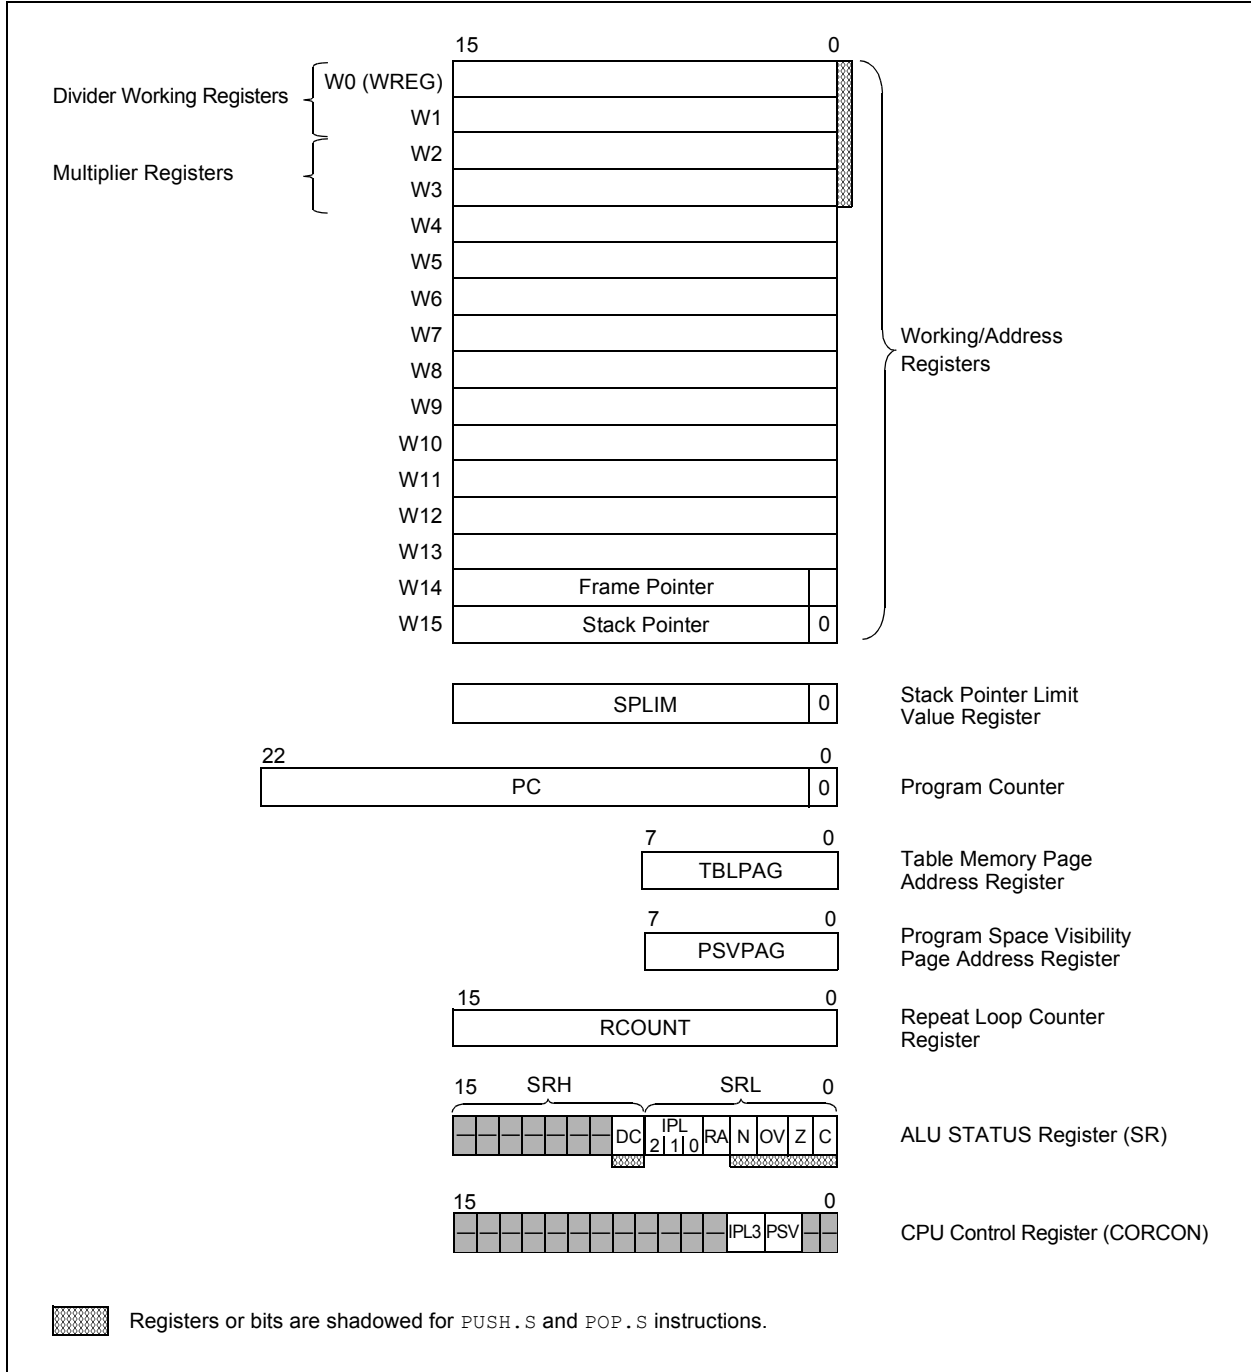 15 0
W0 (WREG)
Divider Working Registers
W1
W2
Multiplier Registers
W3
W4
W5
W6
W7
Working/Address
Registers
W8
W9
W10
W11
W12
W13
W14 Frame Pointer
W15 Stack Pointer 0
SPLIM 0
Stack Pointer Limit
Value Register
22 0
PC 0 Program Counter
7 0
TBLPAG
Table Memory Page
Address Register
7 0
PSVPAG
Program Space Visibility
Page Address Register
15 0
RCOUNT
Repeat Loop Counter
Register
15 SRH SRL 0
— — — — — — — DC IPL 2 1 0 RA N OV Z C ALU STATUS Register (SR)
15 0
— — — — — — — — — — — — IPL3 PSV — — CPU Control Register (CORCON)
Registers or bits are shadowed for PUSH.S and POP.S instructions.